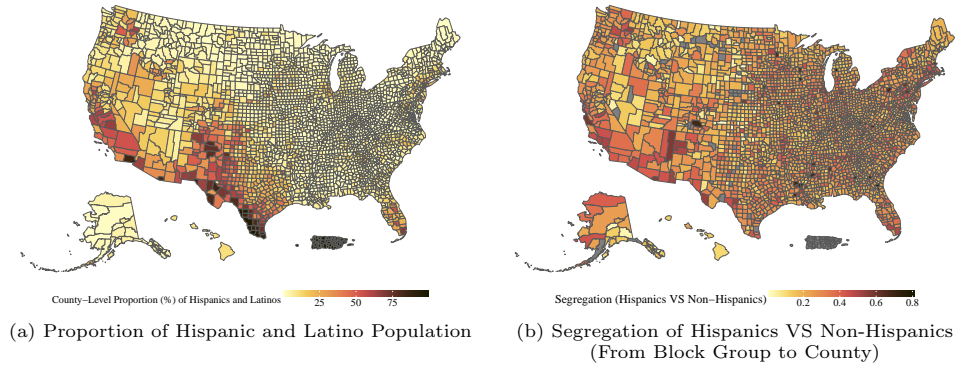 County−Level Proportion (%) of Hispanics and Latinos
25 50 75
(a) Proportion of Hispanic and Latino Population
Segregation (Hispanics VS Non−Hispanics)
0.2 0.4 0.6 0.8
(b) Segregation of Hispanics VS Non-Hispanics
(From Block Group to County)